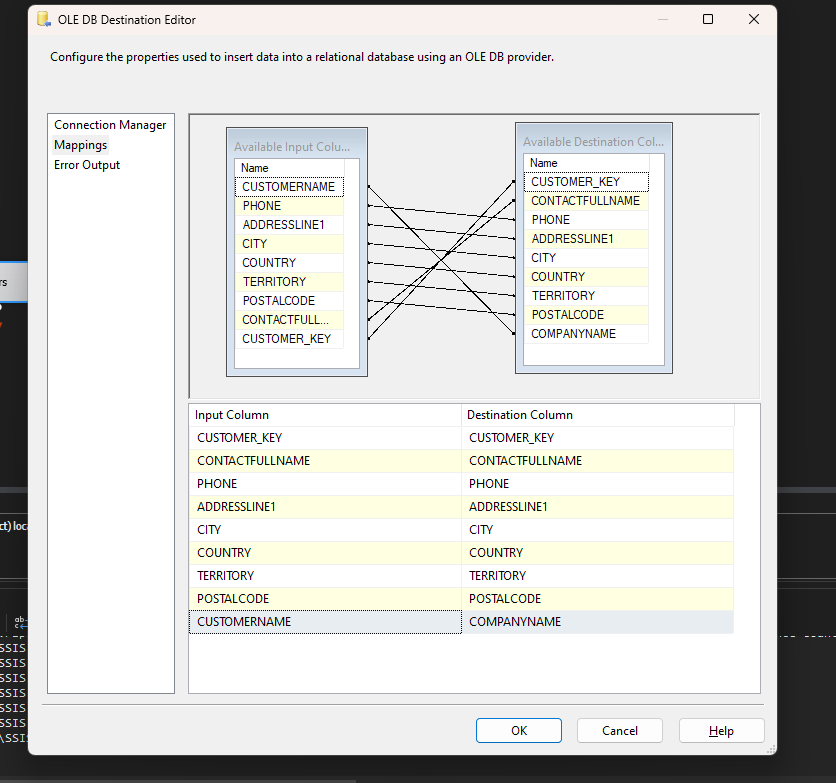 OLE DB Destination Editor
Configure the properties used to insert data into a relational database using an OLE DB provider.
Connection Manager
Mappings
Error Output
Available Input Colu...
Name
CUSTOMERNAME
PHONE
ADDRESSLINE1
CITY
COUNTRY
TERRITORY
POSTALCODE
CONTACTFULL...
CUSTOMER_KEY
Available Destination Col...
Name
CUSTOMER_KEY
CONTACTFULLNAME
PHONE
ADDRESSLINE1
CITY
COUNTRY
TERRITORY
POSTALCODE
COMPANYNAME
Input Column Destination Column
CUSTOMER_KEY CUSTOMER_KEY
CONTACTFULLNAME CONTACTFULLNAME
PHONE PHONE
ADDRESSLINE1 ADDRESSLINE1
CITY CITY
COUNTRY COUNTRY
TERRITORY TERRITORY
POSTALCODE POSTALCODE
CUSTOMERNAME COMPANYNAME
OK Cancel Help
rs
ct) loca
SSIS
SSIS
SSIS
SSIS
SSIS
SSIS
\SSIS